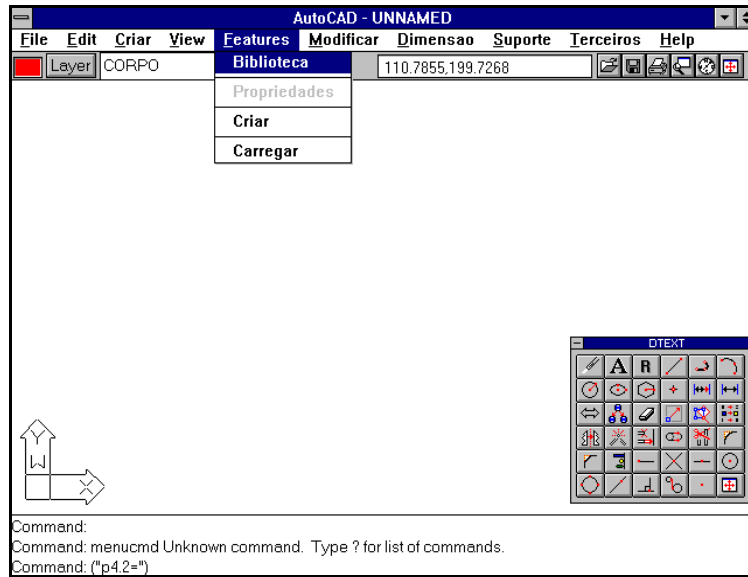 AutoCAD - UNNAMED
File Edit Criar View Features Modificar Dimensao Suporte Terceiros Help
Layer CORPO 110.7855,199.7268
Biblioteca
Propriedades
Criar
Carregar
DTEXT
A R
Y
W
X
Command:
Command: menucmd Unknown command. Type ? for list of commands.
Command: ("p4.2=")